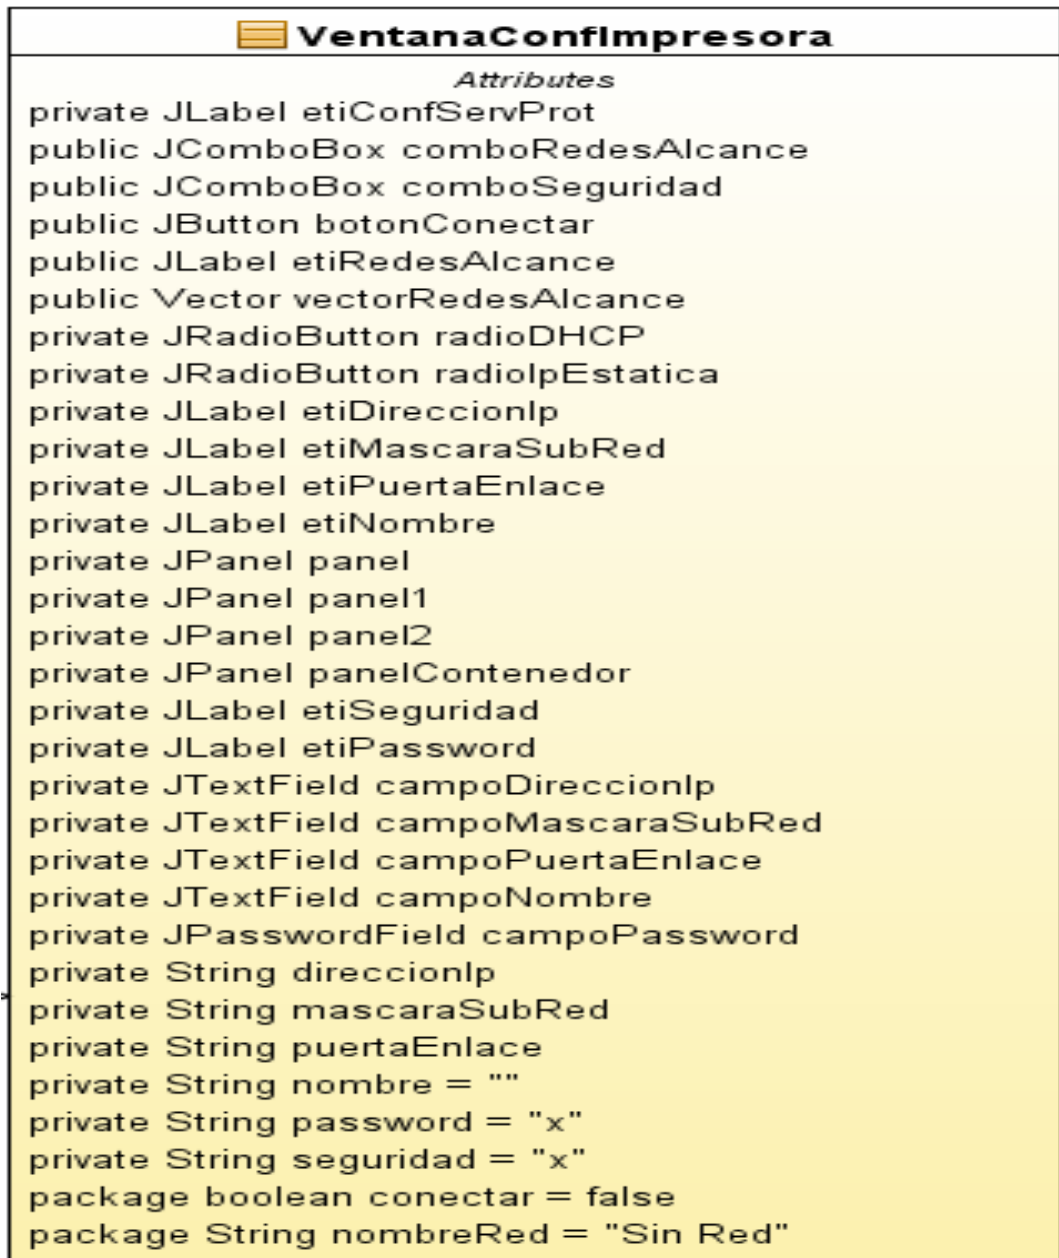 VentanaConfImpresora
Attributes
private JLabel etiConfServProt
public JComboBox comboRedesAlcance
public JComboBox comboSeguridad
public JButton botonConectar
public JLabel etiRedesAlcance
public Vector vectorRedesAlcance
private JRadioButton radioDHCP
private JRadioButton radioIpEstatica
private JLabel etiDireccionIp
private JLabel etiMascaraSubRed
private JLabel etiPuertaEnlace
private JLabel etiNombre
private JPanel panel
private JPanel panel1
private JPanel panel2
private JPanel panelContenedor
private JLabel etiSeguridad
private JLabel etiPassword
private JTextField campoDireccionIp
private JTextField campoMascaraSubRed
private JTextField campoPuertaEnlace
private JTextField campoNombre
private JPasswordField campoPassword
private String direccionIp
private String mascaraSubRed
private String puertaEnlace
private String nombre = ""
private String password = "x"
private String seguridad = "x"
package boolean conectar = false
package String nombreRed = "Sin Red"